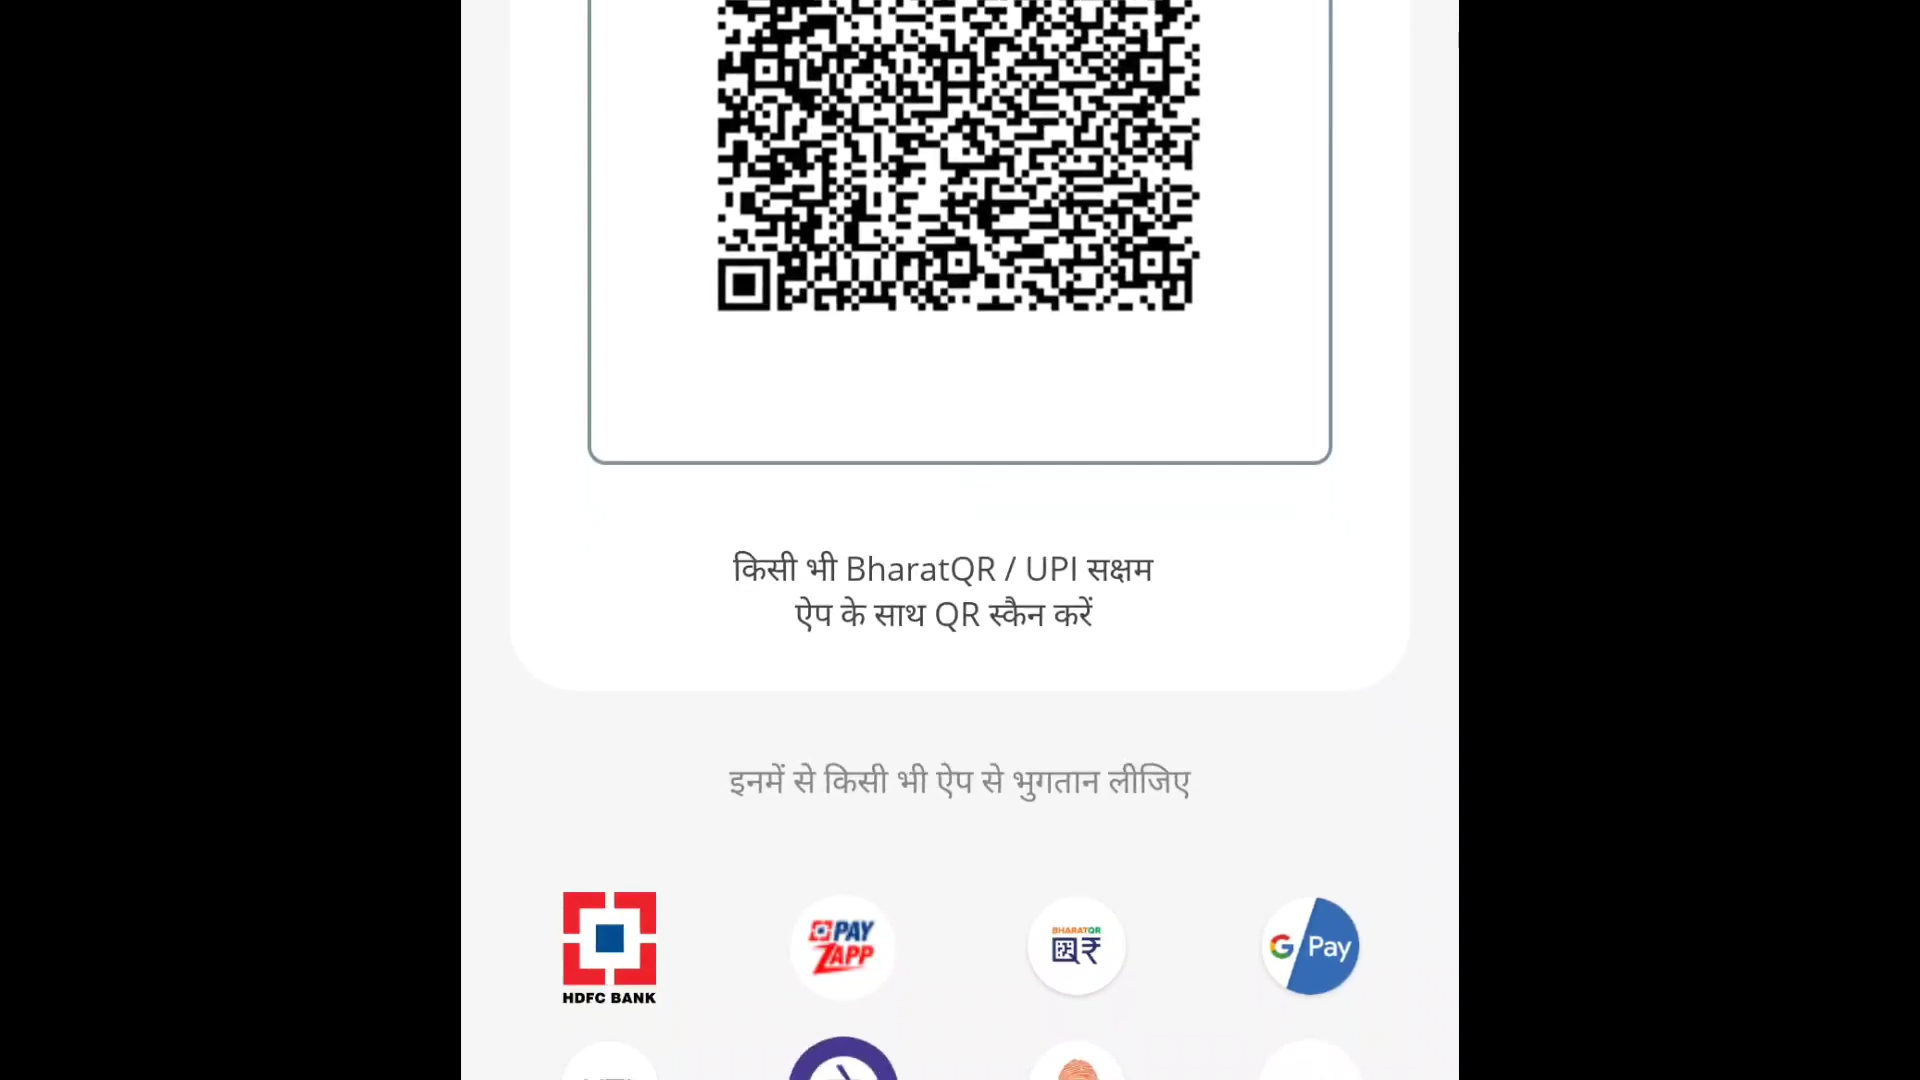 किसी भी BharatQR / UPI सक्षम
ऐप के साथ QR स्कैन करें
इनमें से किसी भी ऐप से भुगतान लीजिए
HDFC BANK
PAY
ZAPP
BHARATQR
G Pay